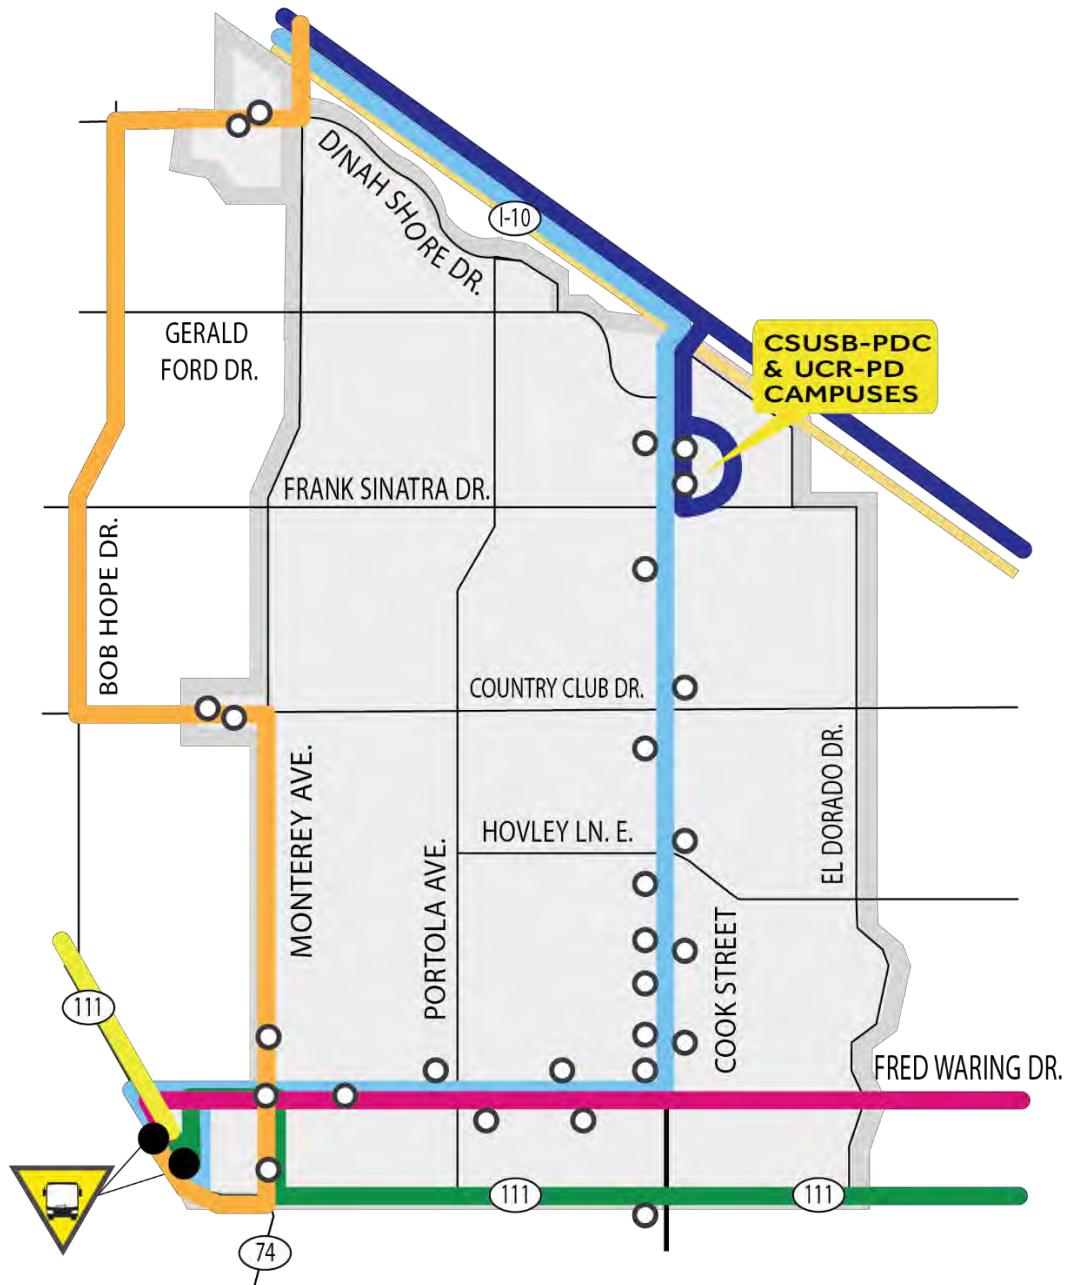 DINAH SHORE DR.
I-10
GERALD
FORD DR.
CSUSB-PDC
& UCR-PD
CAMPUSES
FRANK SINATRA DR.
BOB HOPE DR.
COUNTRY CLUB DR.
MONTEREY AVE.
HOVLEY LN. E.
EL DORADO DR.
PORTOLA AVE.
COOK STREET
111
FRED WARING DR.
111
111
74